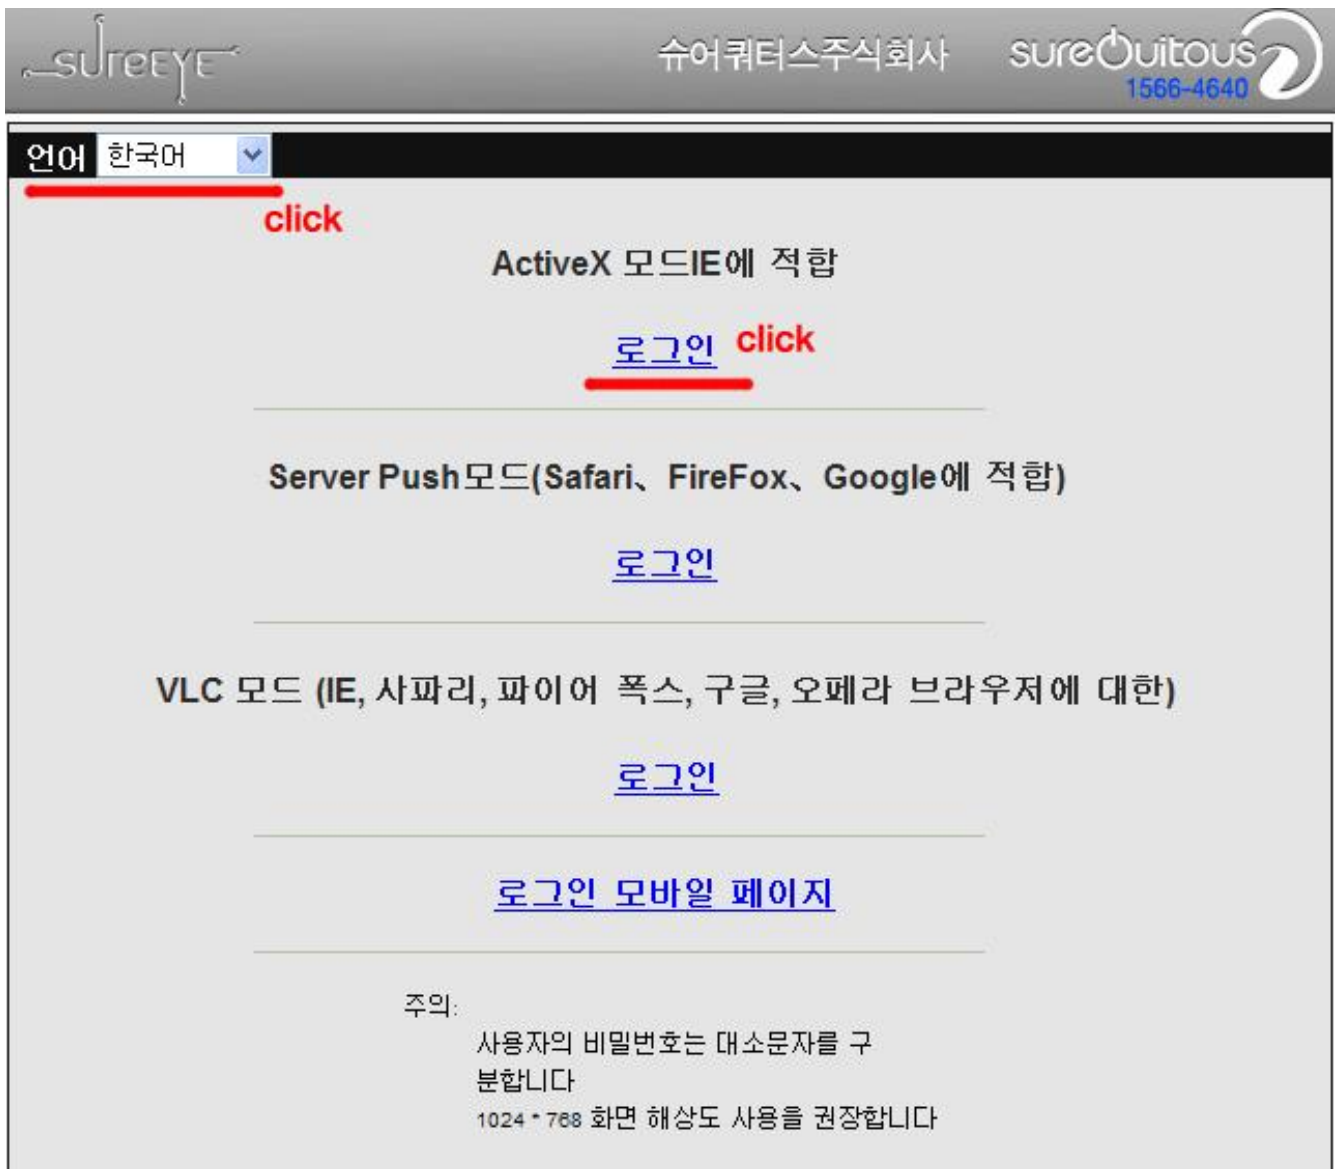 sureEYE 슈어쿼터스주식회사 sureQuitous
1566-4640
언어 한국어
click
ActiveX 모드IE에 적합
로그인 click
Server Push모드(Safari、FireFox、Google에 적합)
로그인
VLC 모드 (IE, 사파리, 파이어 폭스, 구글, 오페라 브라우저에 대한)
로그인
로그인 모바일 페이지
주의:
사용자의 비밀번호는 대소문자를 구
분합니다
1024 * 768 화면 해상도 사용을 권장합니다